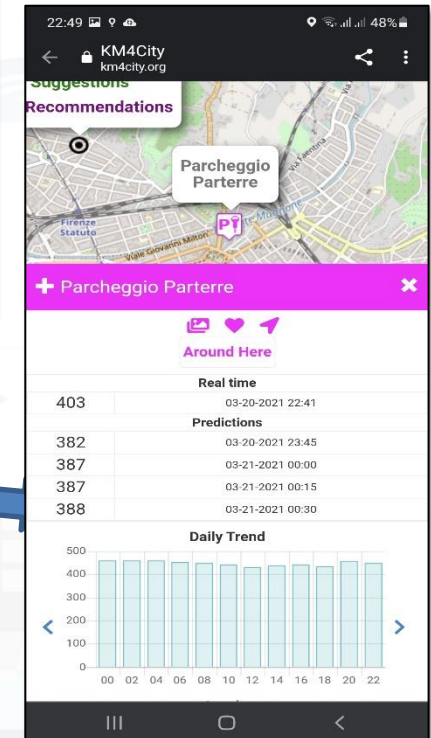 22:49 48%
KM4City
km4city.org
Suggestions
Recommendations
Parcheggio
Parterre
Firenze
Statuto
Viale Giovanni Milton
Via Faentina
Mugnone
P
Parcheggio Parterre
Around Here
Real time
403 03-20-2021 22:41
Predictions
382 03-20-2021 23:45
387 03-21-2021 00:00
387 03-21-2021 00:15
388 03-21-2021 00:30
Daily Trend
500
400
300
200
100
0
00 02 04 06 08 10 12 14 16 18 20 22